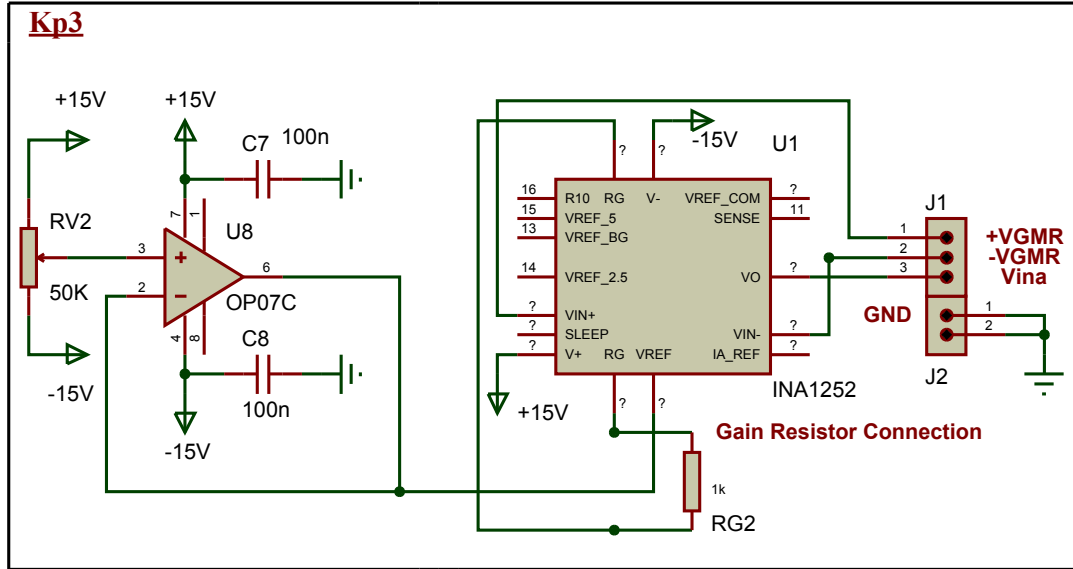 Kp3
+15V
+15V
C7
100n
-15V
U1
RV2
50K
7
1
3
2
6
4
8
U8
OP07C
C8
100n
-15V
-15V
?
?
16
R10
RG
V-
VREF_COM
?
15
VREF_5
SENSE
11
13
VREF_BG
14
VREF_2.5
VO
?
?
VIN+
VIN-
?
?
SLEEP
?
V+
RG
VREF
IA_REF
?
?
?
+15V
INA1252
J1
1
+VGMR
2
-VGMR
3
Vina
GND
1
2
J2
Gain Resistor Connection
1k
RG2